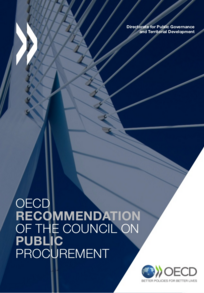 Directorate for Public Governance
and Territorial Development
OECD
RECOMMENDATION
OF THE COUNCIL ON
PUBLIC
PROCUREMENT
OECD
BETTER POLICIES FOR BETTER LIVES